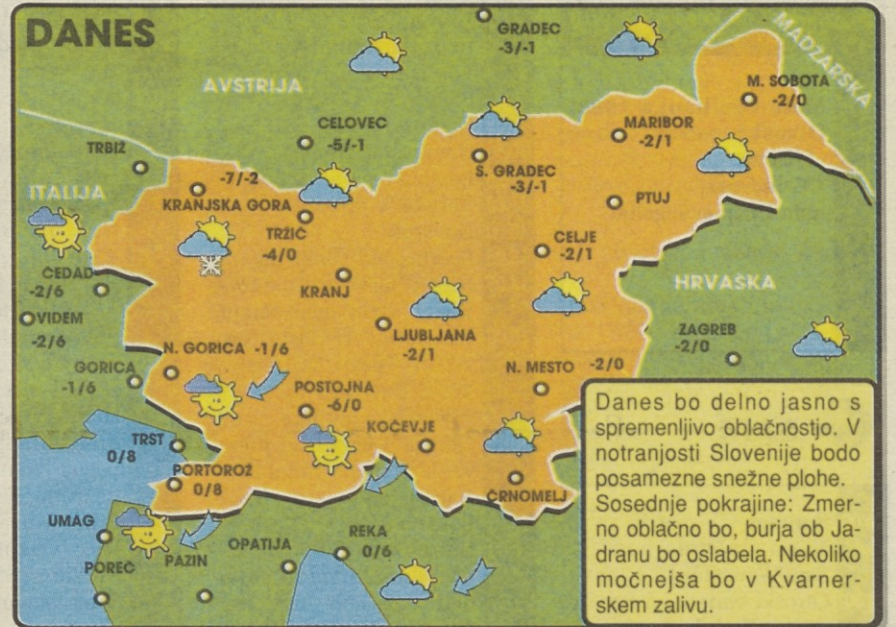 DANES
GRADEC
-3/-1
MADŽARSKA
AVSTRIJA
M. SOBOTA
-2/0
CELOVEC
-5/-1
MARIBOR
-2/1
TRBIŽ
S. GRADEC
-3/-1
-7/-2
KRANJSKA GORA
ITALIJA
PTUJ
TRŽIČ
-4/0
CELJE
-2/1
ČEDAD
-2/6
KRANJ
HRVAŠKA
VIDEM
-2/6
LJUBLJANA
-2/1
ZAGREB
-2/0
N. GORICA -1/6
GORICA
-1/6
N. MESTO -2/0
POSTOJNA
-6/0
KOČEVJE
TRST
0/8
PORTOROŽ
0/8
ČRNOMELJ
UMAG
REKA
0/6
OPATIJA
POREČ
PAZIN
Danes bo delno jasno s
spremenljivo oblačnostjo. V
notranjosti Slovenije bodo
posamezne snežne plohe.
Sosednje pokrajine: Zmer-
no oblačno bo, burja ob Ja-
dranu bo oslabela. Nekoliko
močnejša bo v Kvarner-
skem zalivu.